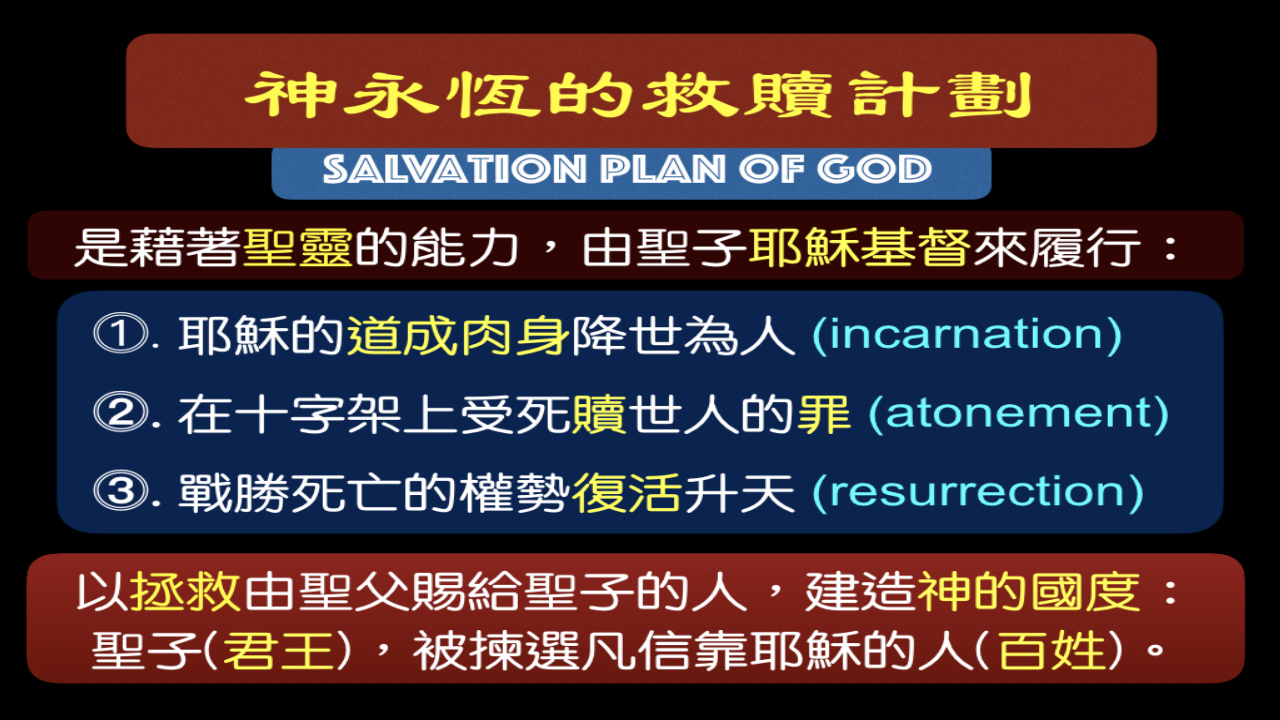 神永恆的救贖計劃
SALVATION PLAN OF GOD
是藉著聖靈的能力，由聖子耶穌基督來履行：
①. 耶穌的道成肉身降世為人 (incarnation)
②. 在十字架上受死贖世人的罪 (atonement)
③. 戰勝死亡的權勢復活升天 (resurrection)
以拯救由聖父賜給聖子的人，建造神的國度：
聖子(君王)，被揀選凡信靠耶穌的人(百姓)。